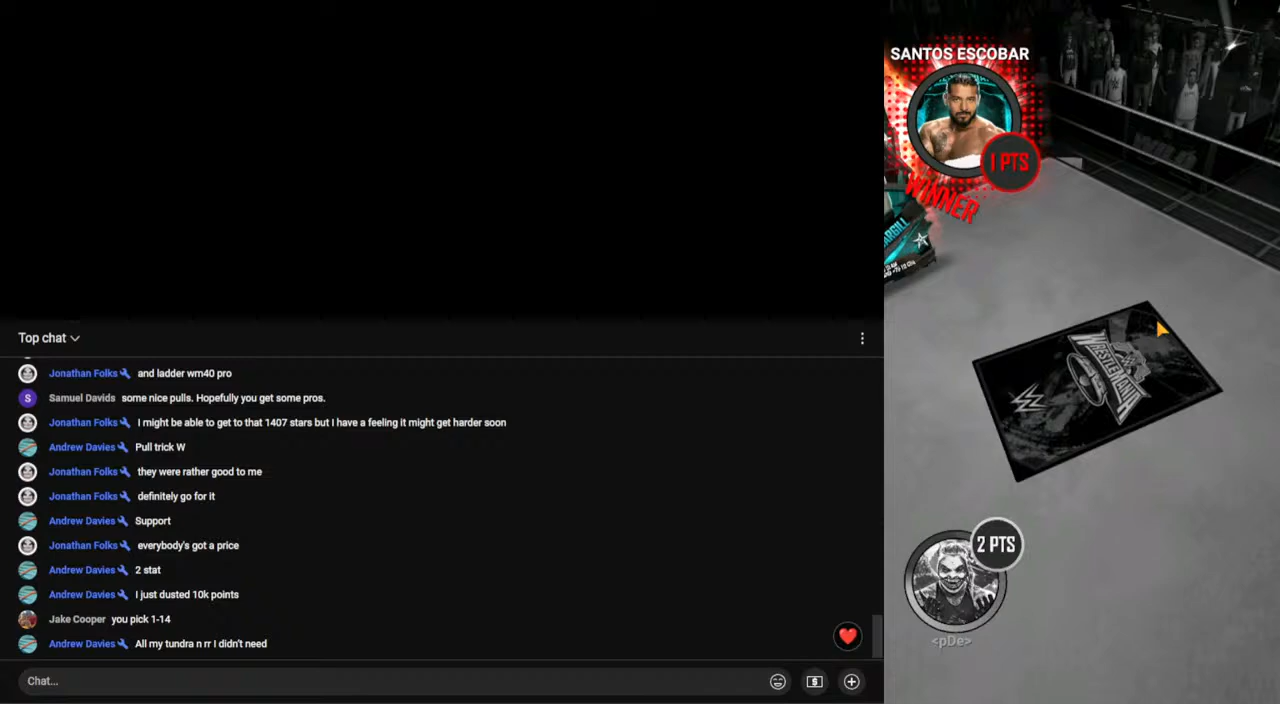 Top chat
Jonathan Folks and ladder wm40 pro
S Samuel Davids some nice pulls. Hopefully you get some pros.
Jonathan Folks I might be able to get to that 1407 stars but I have a feeling it might get harder soon
Andrew Davies Pull trick W
Jonathan Folks they were rather good to me
Jonathan Folks definitely go for it
Andrew Davies Support
Jonathan Folks everybody's got a price
Andrew Davies 2 stat
Andrew Davies I just dusted 10k points
Jake Cooper you pick 1-14
Andrew Davies All my tundra n rr I didn't need
Chat...
SANTOS ESCOBAR
1 PTS
WINNER
WRESTLEMANIA
2 PTS
<pDe>